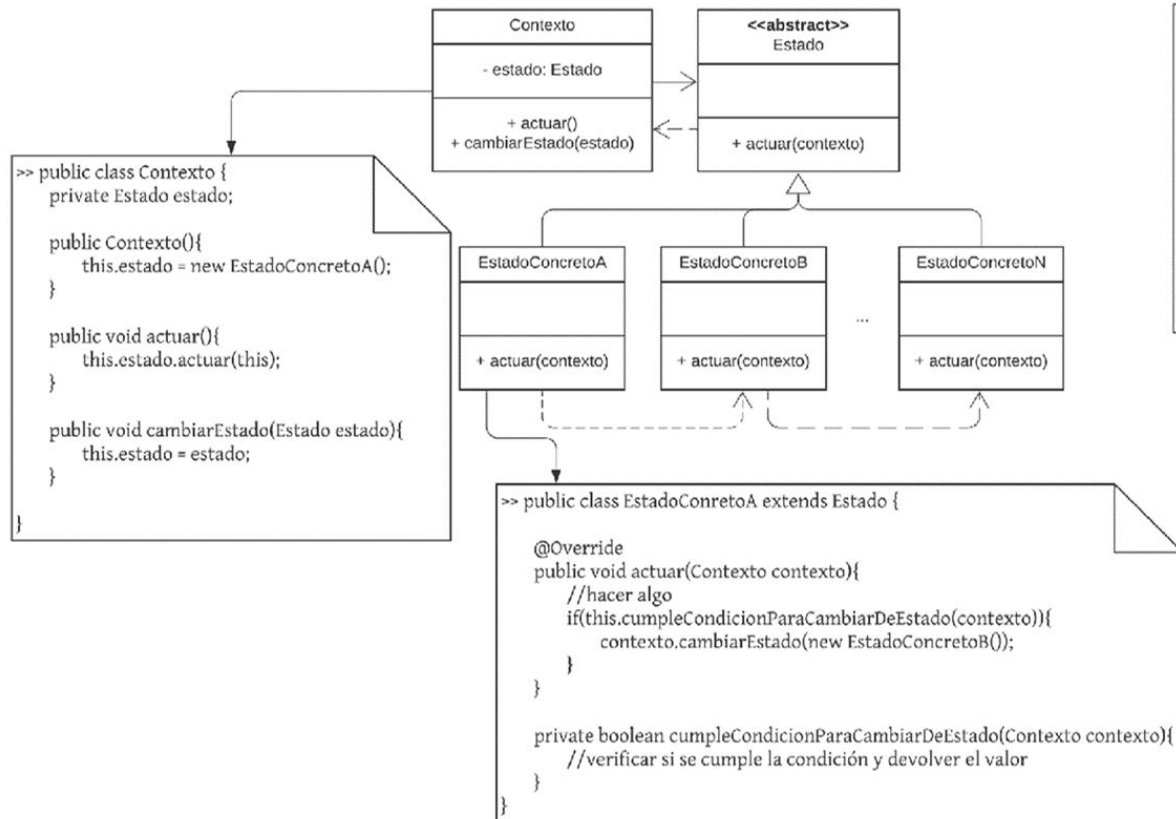 Contexto
- estado: Estado
+ actuar()
+ cambiarEstado(estado)
<<abstract>>
Estado
+ actuar(contexto)
>> public class Contexto {
private Estado estado;
public Contexto(){
this.estado = new EstadoConcretoA();
}
public void actuar(){
this.estado.actuar(this);
}
public void cambiarEstado(Estado estado){
this.estado = estado;
}
}
EstadoConcretoA
+ actuar(contexto)
EstadoConcretoB
+ actuar(contexto)
...
EstadoConcretoN
+ actuar(contexto)
>> public class EstadoConretoA extends Estado {
@Override
public void actuar(Contexto contexto){
//hacer algo
if(this.cumpleCondicionParaCambiarDeEstado(contexto)){
contexto.cambiarEstado(new EstadoConcretoB());
}
}
private boolean cumpleCondicionParaCambiarDeEstado(Contexto contexto){
//verificar si se cumple la condición y devolver el valor
}
}